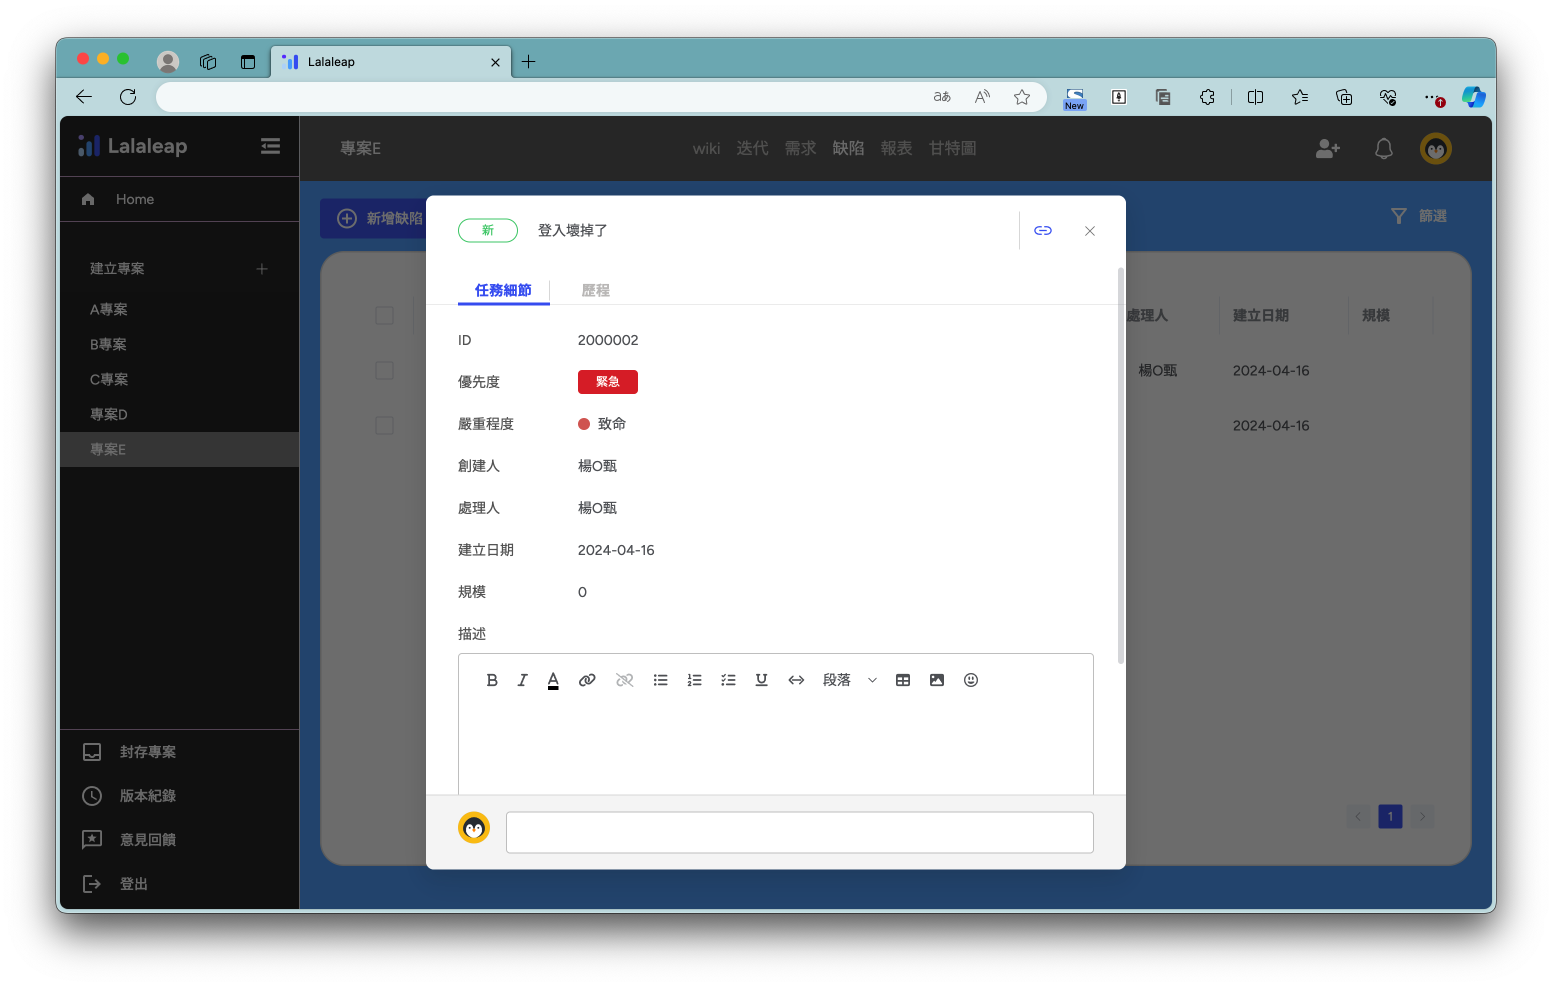 Lalaleap
aあ
A
New
Lalaleap
專案E
wiki 迭代 需求 缺陷 報表 甘特圖
Home
新增缺陷
篩選
建立專案
A專案
B專案
C專案
專案D
專案E
封存專案
版本紀錄
意見回饋
登出
處理人 建立日期 規模
楊O甄 2024-04-16
2024-04-16
1
新 登入壞掉了
任務細節 歷程
ID 2000002
優先度 緊急
嚴重程度 致命
創建人 楊O甄
處理人 楊O甄
建立日期 2024-04-16
規模 0
描述
B I A U 段落